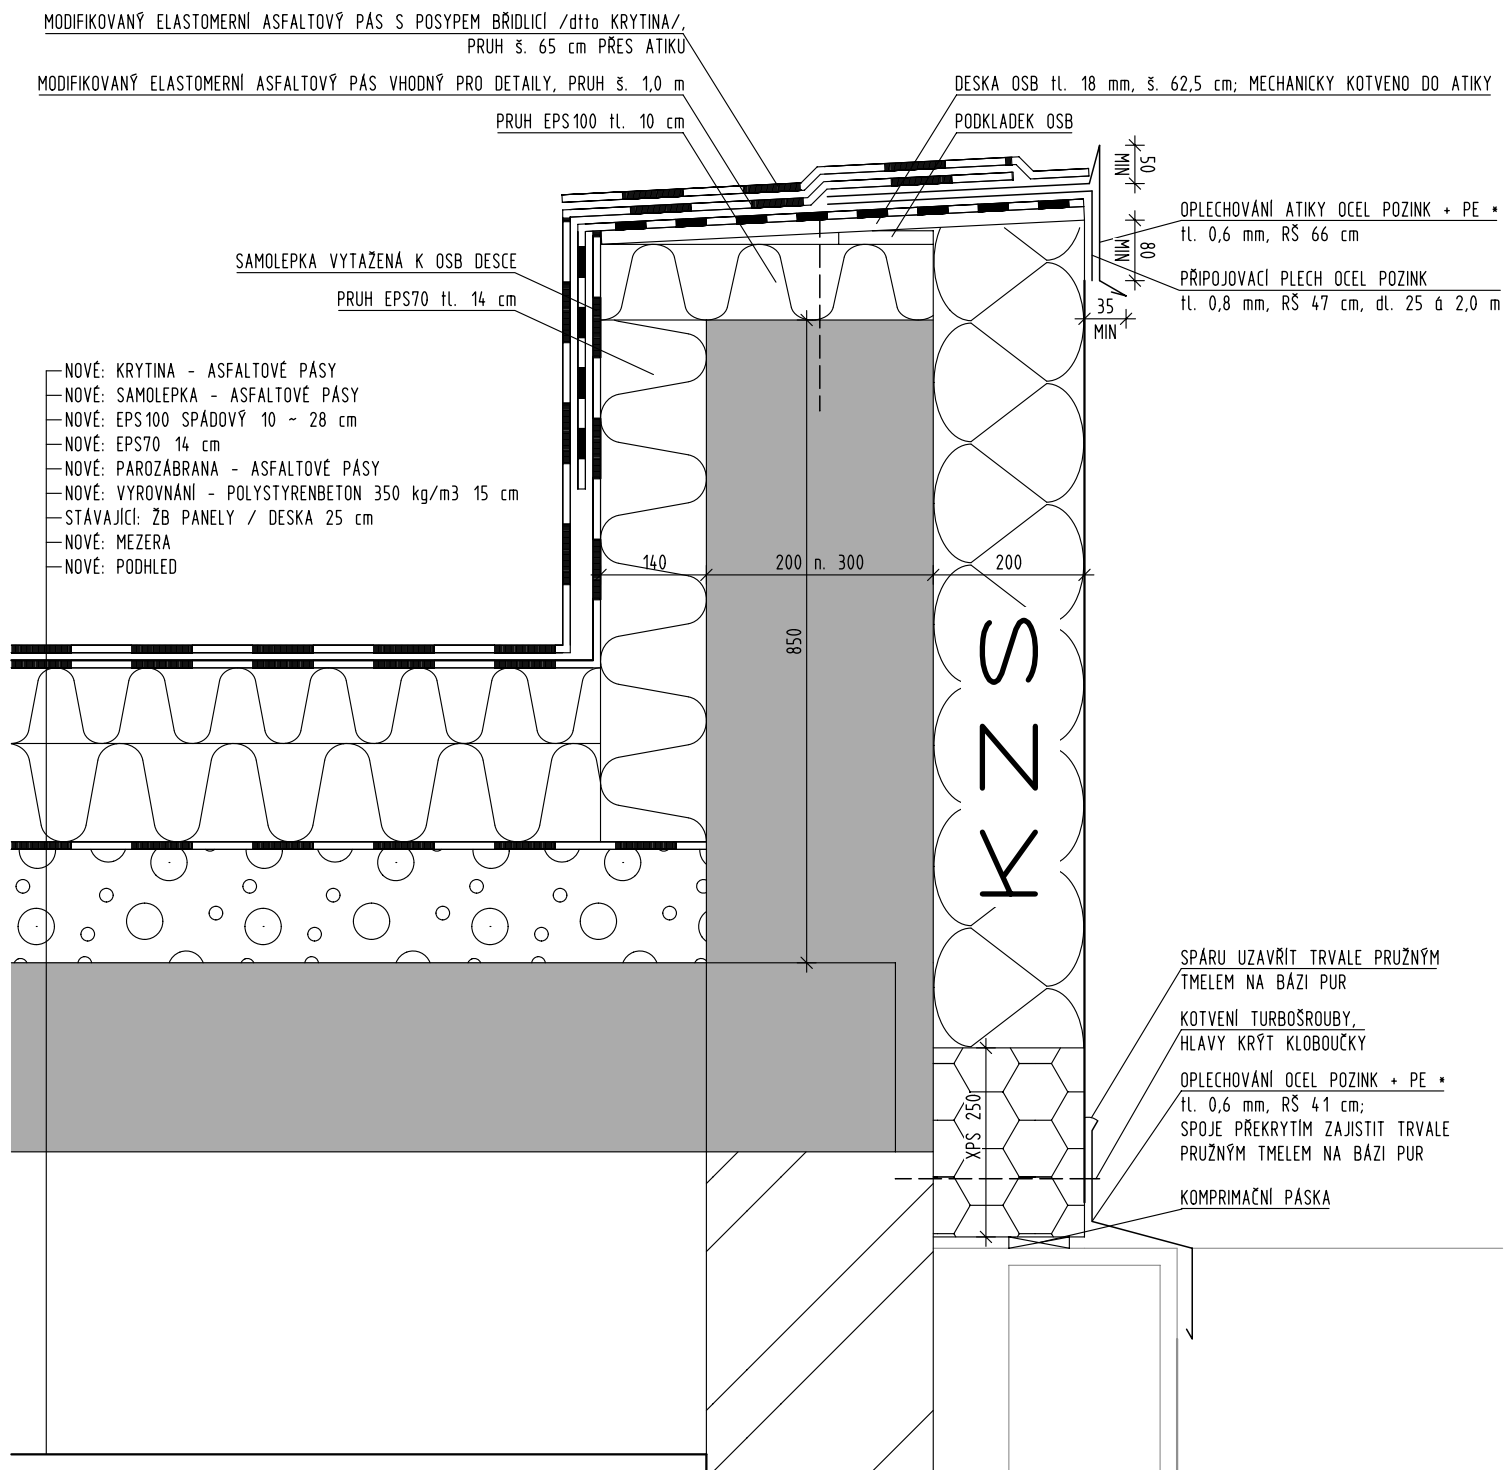 MODIFIKOVANÝ ELASTOMERNÍ ASFALTOVÝ PÁS S POSYPEM BŘIDLICÍ /dtto KRYTINA/,
PRUH š. 65 cm PŘES ATIKU
MODIFIKOVANÝ ELASTOMERNÍ ASFALTOVÝ PÁS VHODNÝ PRO DETAILY, PRUH š. 1,0 m
PRUH EPS100 tl. 10 cm
DESKA OSB tl. 18 mm, š. 62,5 cm; MECHANICKY KOTVENO DO ATIKY
PODKLADEK OSB
50
MIN
80
MIN
OPLECHOVÁNÍ ATIKY OCEL POZINK + PE *
tl. 0,6 mm, RŠ 66 cm
PŘIPOJOVACÍ PLECH OCEL POZINK
tl. 0,8 mm, RŠ 47 cm, dl. 25 á 2,0 m
35
MIN
SAMOLEPKA VYTAŽENÁ K OSB DESCE
PRUH EPS70 tl. 14 cm
NOVÉ: KRYTINA - ASFALTOVÉ PÁSY
NOVÉ: SAMOLEPKA - ASFALTOVÉ PÁSY
NOVÉ: EPS100 SPÁDOVÝ 10 ~ 28 cm
NOVÉ: EPS70 14 cm
NOVÉ: PAROZÁBRANA - ASFALTOVÉ PÁSY
NOVÉ: VYROVNÁNÍ - POLYSTYRENBETON 350 kg/m3 15 cm
STÁVAJÍCÍ: ŽB PANELY / DESKA 25 cm
NOVÉ: MEZERA
NOVÉ: PODHLED
140
200 n. 300
200
850
KZS
XPS 250
SPÁRU UZAVŘÍT TRVALE PRUŽNÝM
TMELEM NA BÁZI PUR
KOTVENÍ TURBOŠROUBY,
HLAVY KRÝT KLOBOUČKY
OPLECHOVÁNÍ OCEL POZINK + PE *
tl. 0,6 mm, RŠ 41 cm;
SPOJE PŘEKRYTÍM ZAJISTIT TRVALE
PRUŽNÝM TMELEM NA BÁZI PUR
KOMPRIMAČNÍ PÁSKA